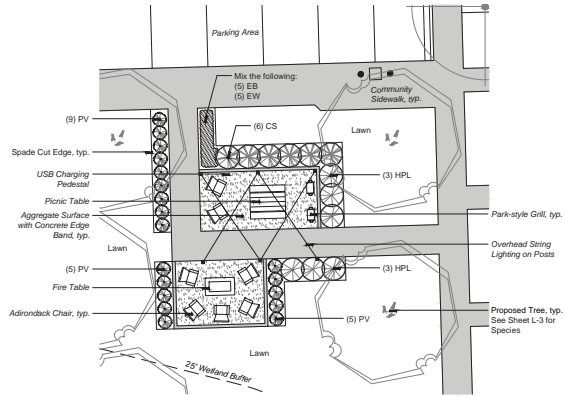 Parking Area
Mix the following:
(5) EB
(5) EW
Community
Sidewalk, typ.
(9) PV
(6) CS
Lawn
Spade Cut Edge, typ.
USB Charging
Pedestal
(3) HPL
Picnic Table
Aggregate Surface
with Concrete Edge
Band, typ.
Park-style Grill, typ.
Lawn
Overhead String
Lighting on Posts
(5) PV
(3) HPL
Fire Table
Adirondack Chair, typ.
(5) PV
Proposed Tree, typ.
See Sheet L-3 for
Species
Lawn
25' Wetland Buffer